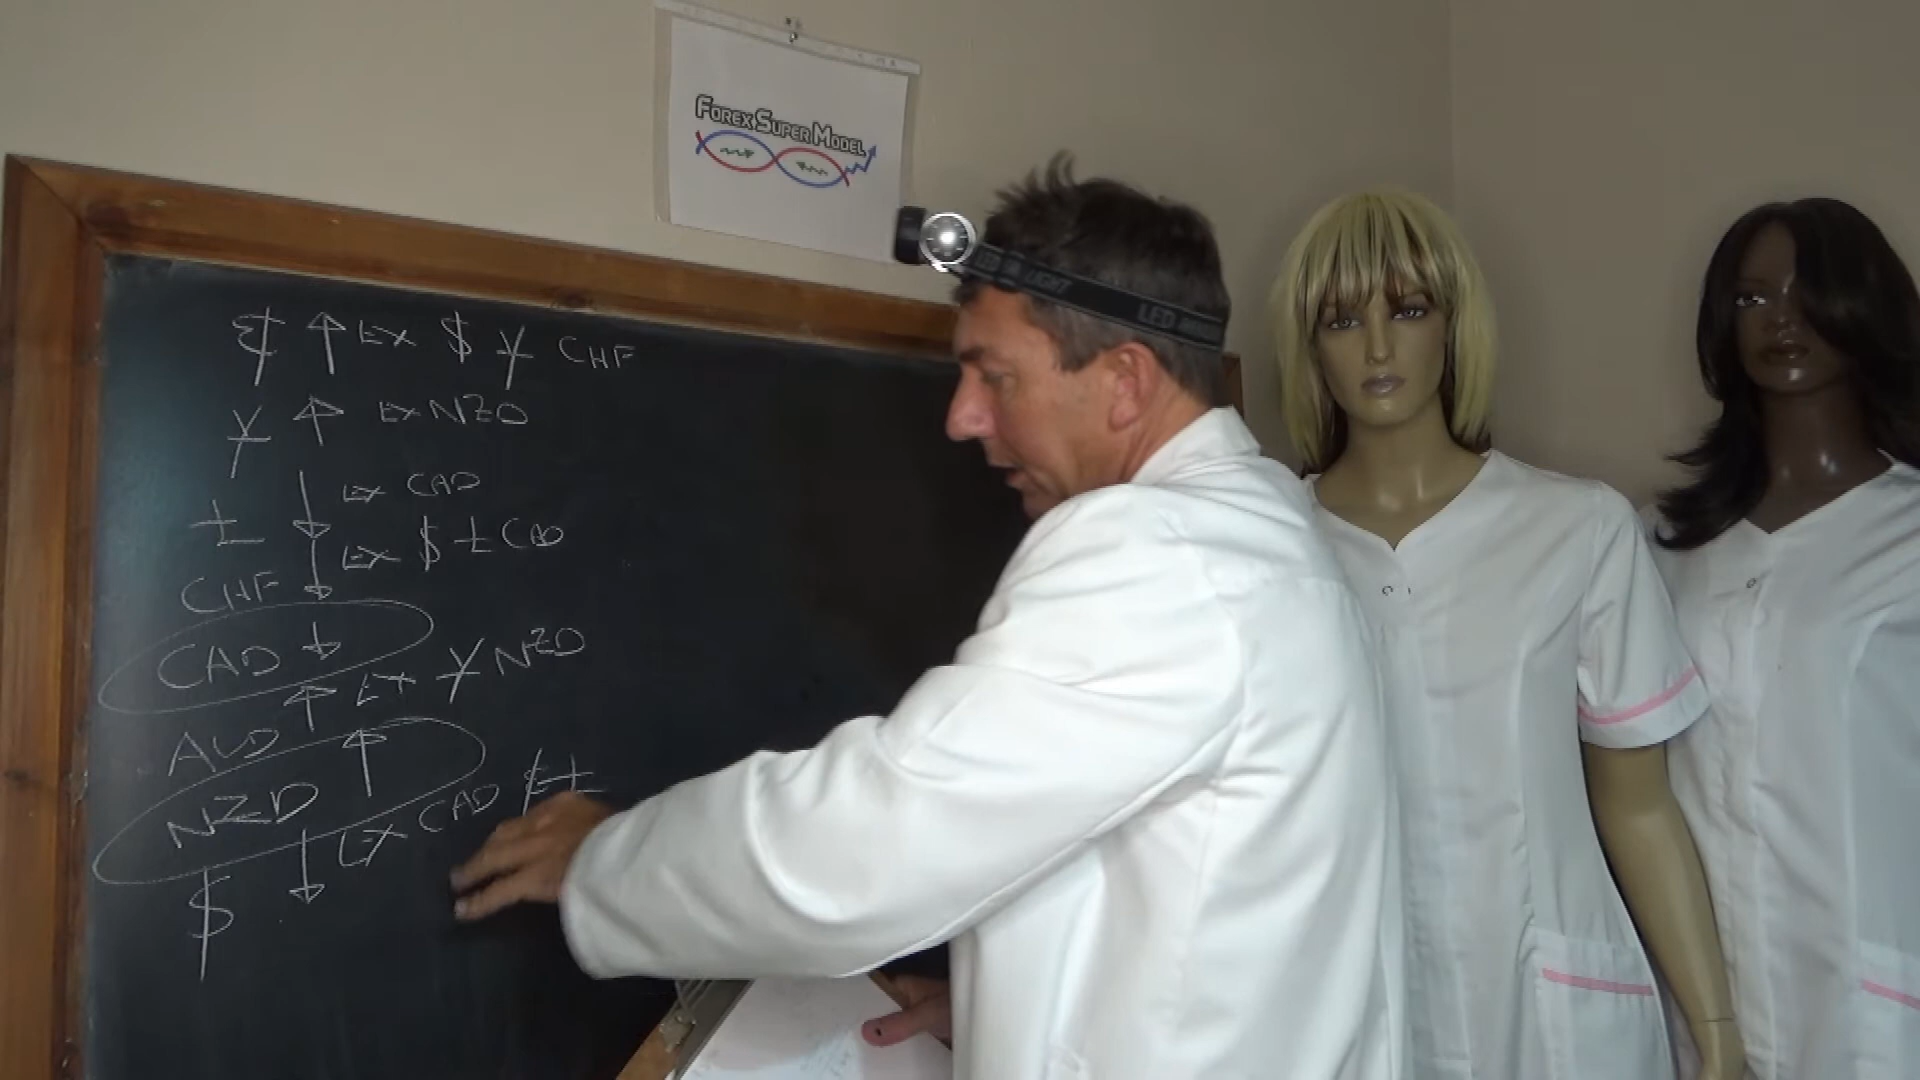 FOREX SUPER MODEL
€ ↑ EX $ ¥ CHF
¥ ↑ EX NZD
£ ↓ EX CAD
CHF ↓ EX $ £ CAD
CAD ↓
AUD ↑ EX ¥ NZD
NZD ↑
$ ↓ EX CAD £
LED